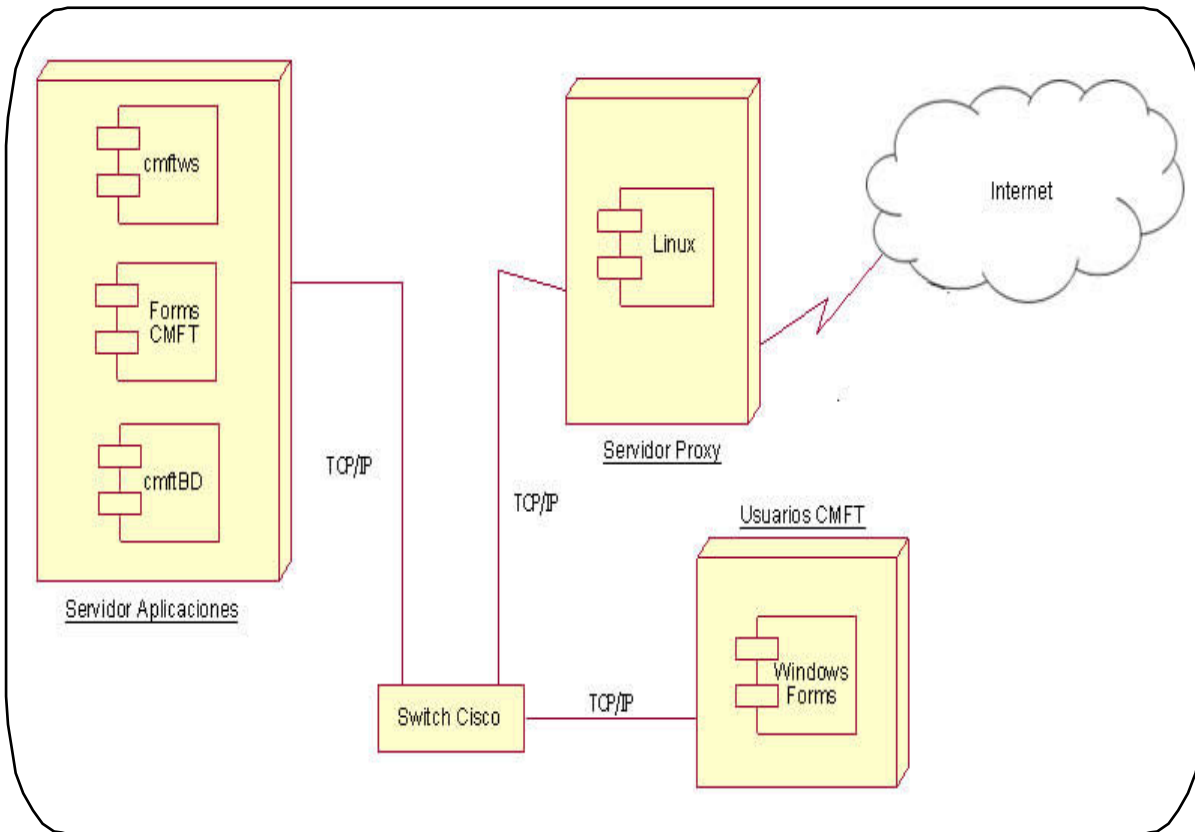 cmftws
Forms
CMFT
cmftBD
Servidor Aplicaciones
TCP/IP
Linux
Servidor Proxy
TCP/IP
Internet
Usuarios CMFT
Windows
Forms
TCP/IP
Switch Cisco